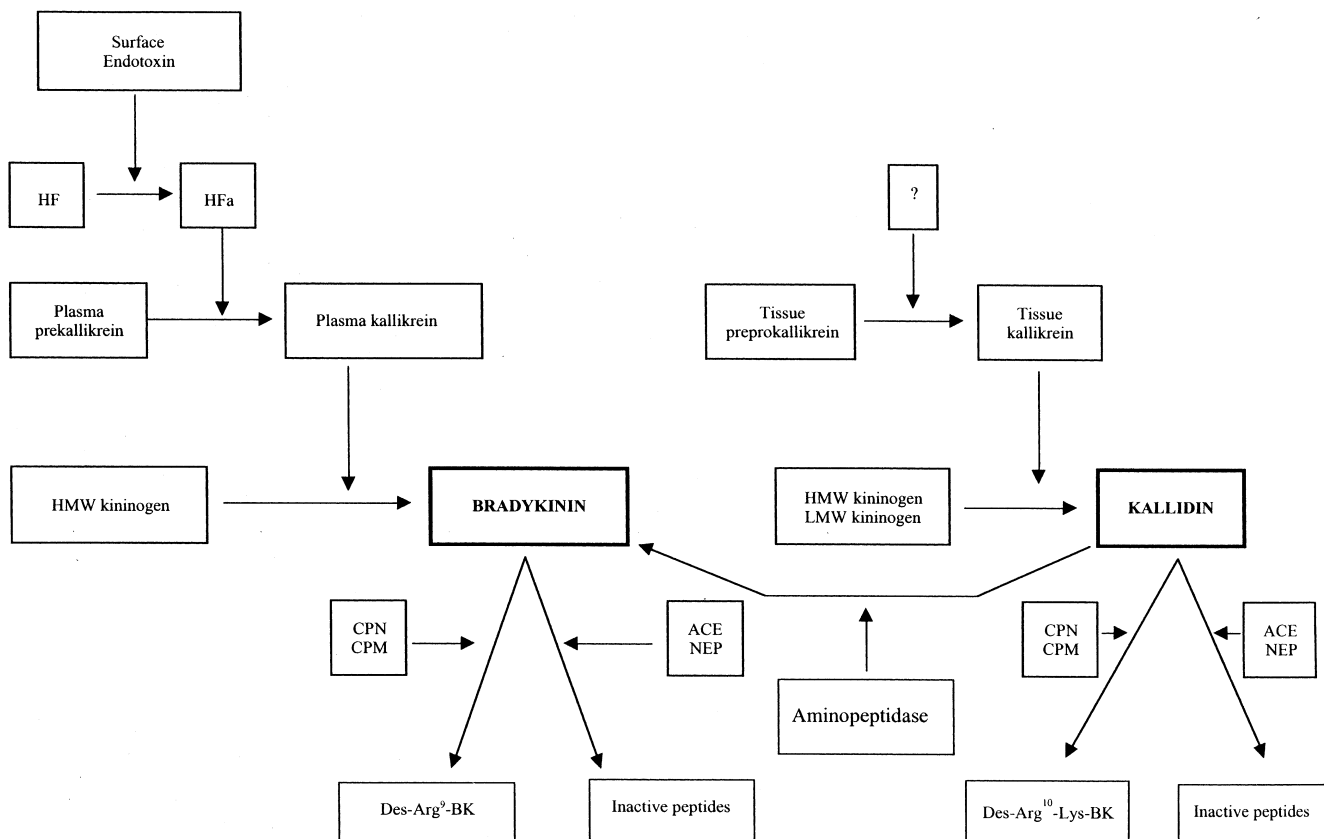 Surface
Endotoxin
HF
HFa
?
Plasma
prekallikrein
Plasma kallikrein
Tissue
preprokallikrein
Tissue
kallikrein
HMW kininogen
BRADYKININ
HMW kininogen
LMW kininogen
KALLIDIN
CPN
CPM
ACE
NEP
CPN
CPM
ACE
NEP
Aminopeptidase
Des-Arg⁹-BK
Inactive peptides
Des-Arg¹⁰-Lys-BK
Inactive peptides